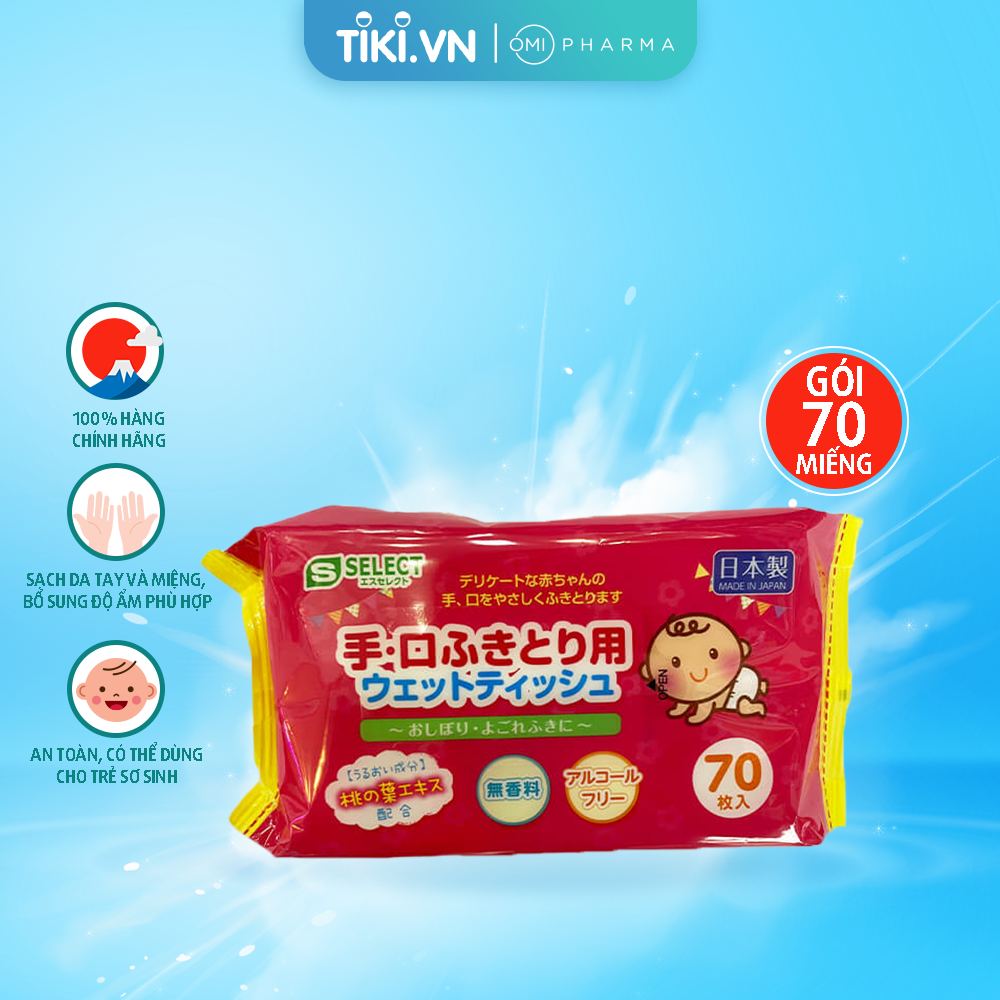 TIKI.VN | OMI PHARMA
100% HÀNG
CHÍNH HÃNG
SẠCH DA TAY VÀ MIỆNG,
BỔ SUNG ĐỘ ẨM PHÙ HỢP
AN TOÀN, CÓ THỂ DÙNG
CHO TRẺ SƠ SINH
GÓI
70
MIẾNG
S SELECT
エスセレクト
デリケートな赤ちゃんの
手、口をやさしくふきとります
日本製
MADE IN JAPAN
手・口ふきとり用
ウェットティッシュ
OPEN
～おしぼり・よごれふきに～
【うるおい成分】
桃の葉エキス
配合
無香料
アルコール
フリー
70
枚入